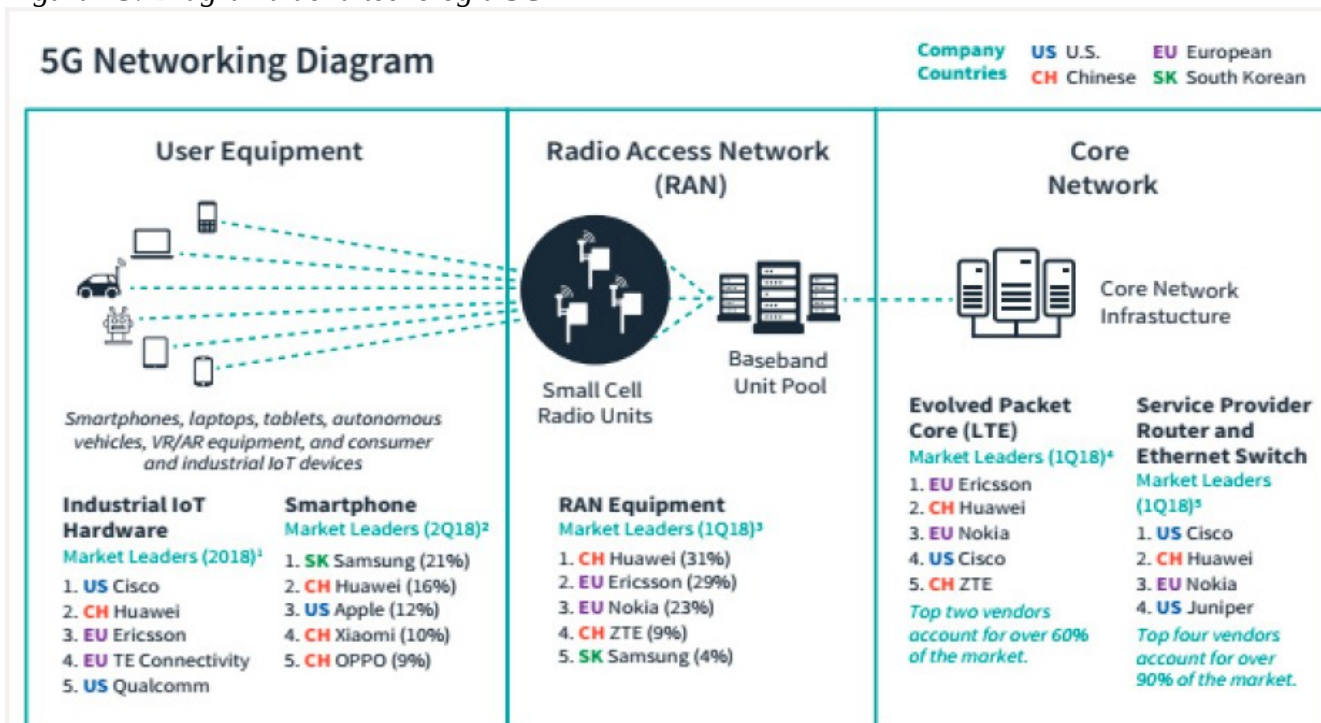 5G Networking Diagram
Company Countries
US U.S.
EU European
CH Chinese
SK South Korean
User Equipment
Smartphones, laptops, tablets, autonomous
vehicles, VR/AR equipment, and consumer
and industrial IoT devices
Industrial IoT
Hardware
Market Leaders (2018)¹
1. US Cisco
2. CH Huawei
3. EU Ericsson
4. EU TE Connectivity
5. US Qualcomm
Smartphone
Market Leaders (2Q18)²
1. SK Samsung (21%)
2. CH Huawei (16%)
3. US Apple (12%)
4. CH Xiaomi (10%)
5. CH OPPO (9%)
Radio Access Network
(RAN)
Small Cell
Radio Units
Baseband
Unit Pool
RAN Equipment
Market Leaders (1Q18)³
1. CH Huawei (31%)
2. EU Ericsson (29%)
3. EU Nokia (23%)
4. CH ZTE (9%)
5. SK Samsung (4%)
Core
Network
Core Network
Infrastucture
Evolved Packet
Core (LTE)
Market Leaders (1Q18)⁴
1. EU Ericsson
2. CH Huawei
3. EU Nokia
4. US Cisco
5. CH ZTE
Top two vendors
account for over 60%
of the market.
Service Provider
Router and
Ethernet Switch
Market Leaders
(1Q18)⁵
1. US Cisco
2. CH Huawei
3. EU Nokia
4. US Juniper
Top four vendors
account for over
90% of the market.